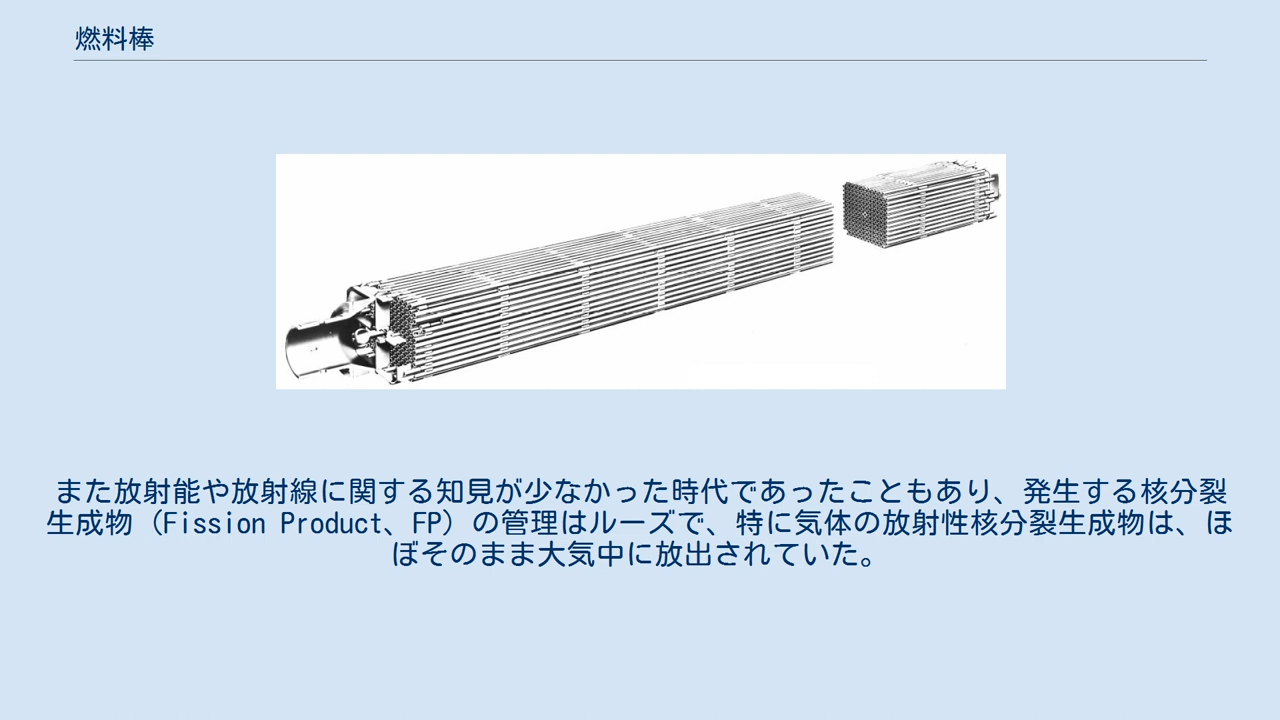 燃料棒
また放射能や放射線に関する知見が少なかった時代であったこともあり、発生する核分裂
生成物（Fission Product、FP）の管理はルーズで、特に気体の放射性核分裂生成物は、ほ
ぼそのまま大気中に放出されていた。